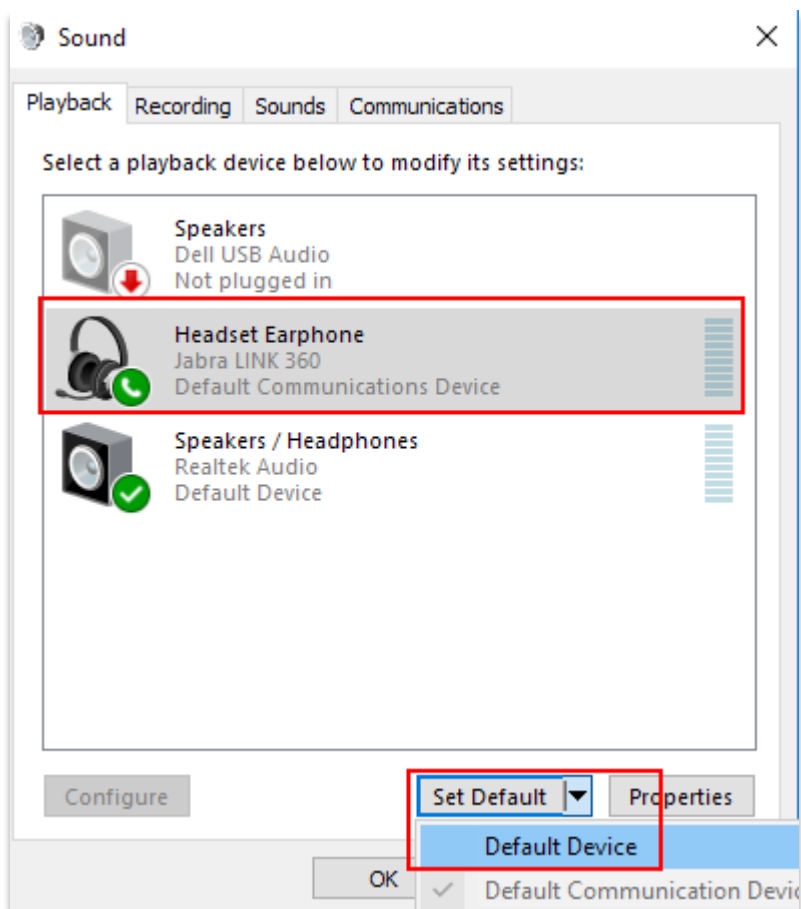 Sound
Playback Recording Sounds Communications
Select a playback device below to modify its settings:
Speakers
Dell USB Audio
Not plugged in
Headset Earphone
Jabra LINK 360
Default Communications Device
Speakers / Headphones
Realtek Audio
Default Device
Configure Set Default Properties
Default Device
OK
Default Communication Devic